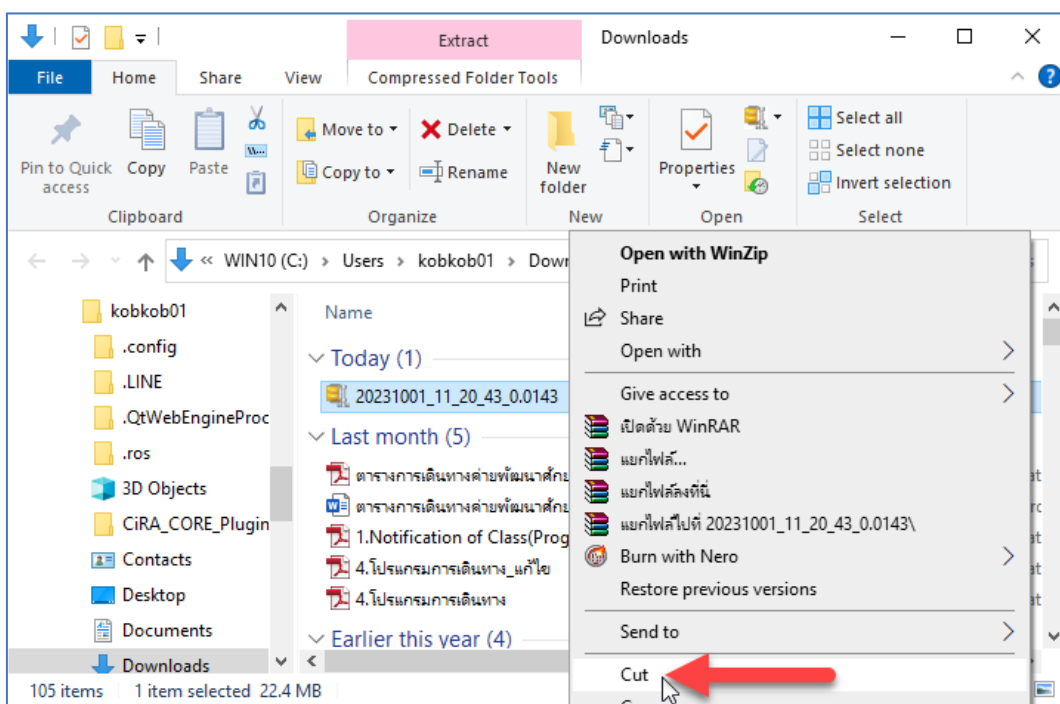 Extract
Downloads
File
Home
Share
View
Compressed Folder Tools
Pin to Quick access
Copy
Paste
Move to
Copy to
Delete
Rename
New folder
Properties
Select all
Select none
Invert selection
Clipboard
Organize
New
Open
Select
« WIN10 (C:) › Users › kobkob01 ›
kobkob01
.config
.LINE
.QtWebEngineProc
.ros
3D Objects
CiRA_CORE_Plugin
Contacts
Desktop
Documents
Downloads
Name
Today (1)
20231001_11_20_43_0.0143
Last month (5)
ตารางการเดินทางค่ายพัฒนาศักย
ตารางการเดินทางค่ายพัฒนาศักย
1.Notification of Class(Prog
4.โปรแกรมการเดินทาง_แก้ไข
4.โปรแกรมการเดินทาง
Earlier this year (4)
Open with WinZip
Print
Share
Open with
Give access to
เปิดด้วย WinRAR
แยกไฟล์...
แยกไฟล์ลงที่นี่
แยกไฟล์ไปที่ 20231001_11_20_43_0.0143\
Burn with Nero
Restore previous versions
Send to
Cut
105 items
1 item selected 22.4 MB